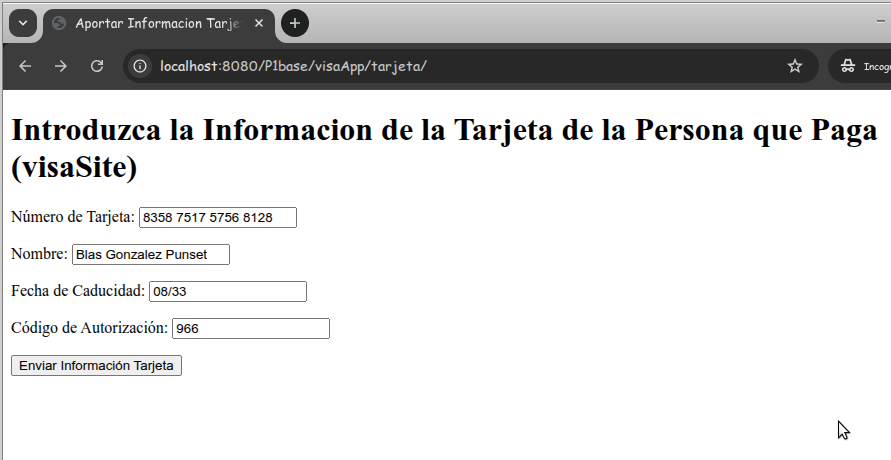 Aportar Informacion Tarje
localhost:8080/P1base/visaApp/tarjeta/
Incogn
Introduzca la Informacion de la Tarjeta de la Persona que Paga
(visaSite)
Número de Tarjeta: 8358 7517 5756 8128
Nombre: Blas Gonzalez Punset
Fecha de Caducidad: 08/33
Código de Autorización: 966
Enviar Información Tarjeta